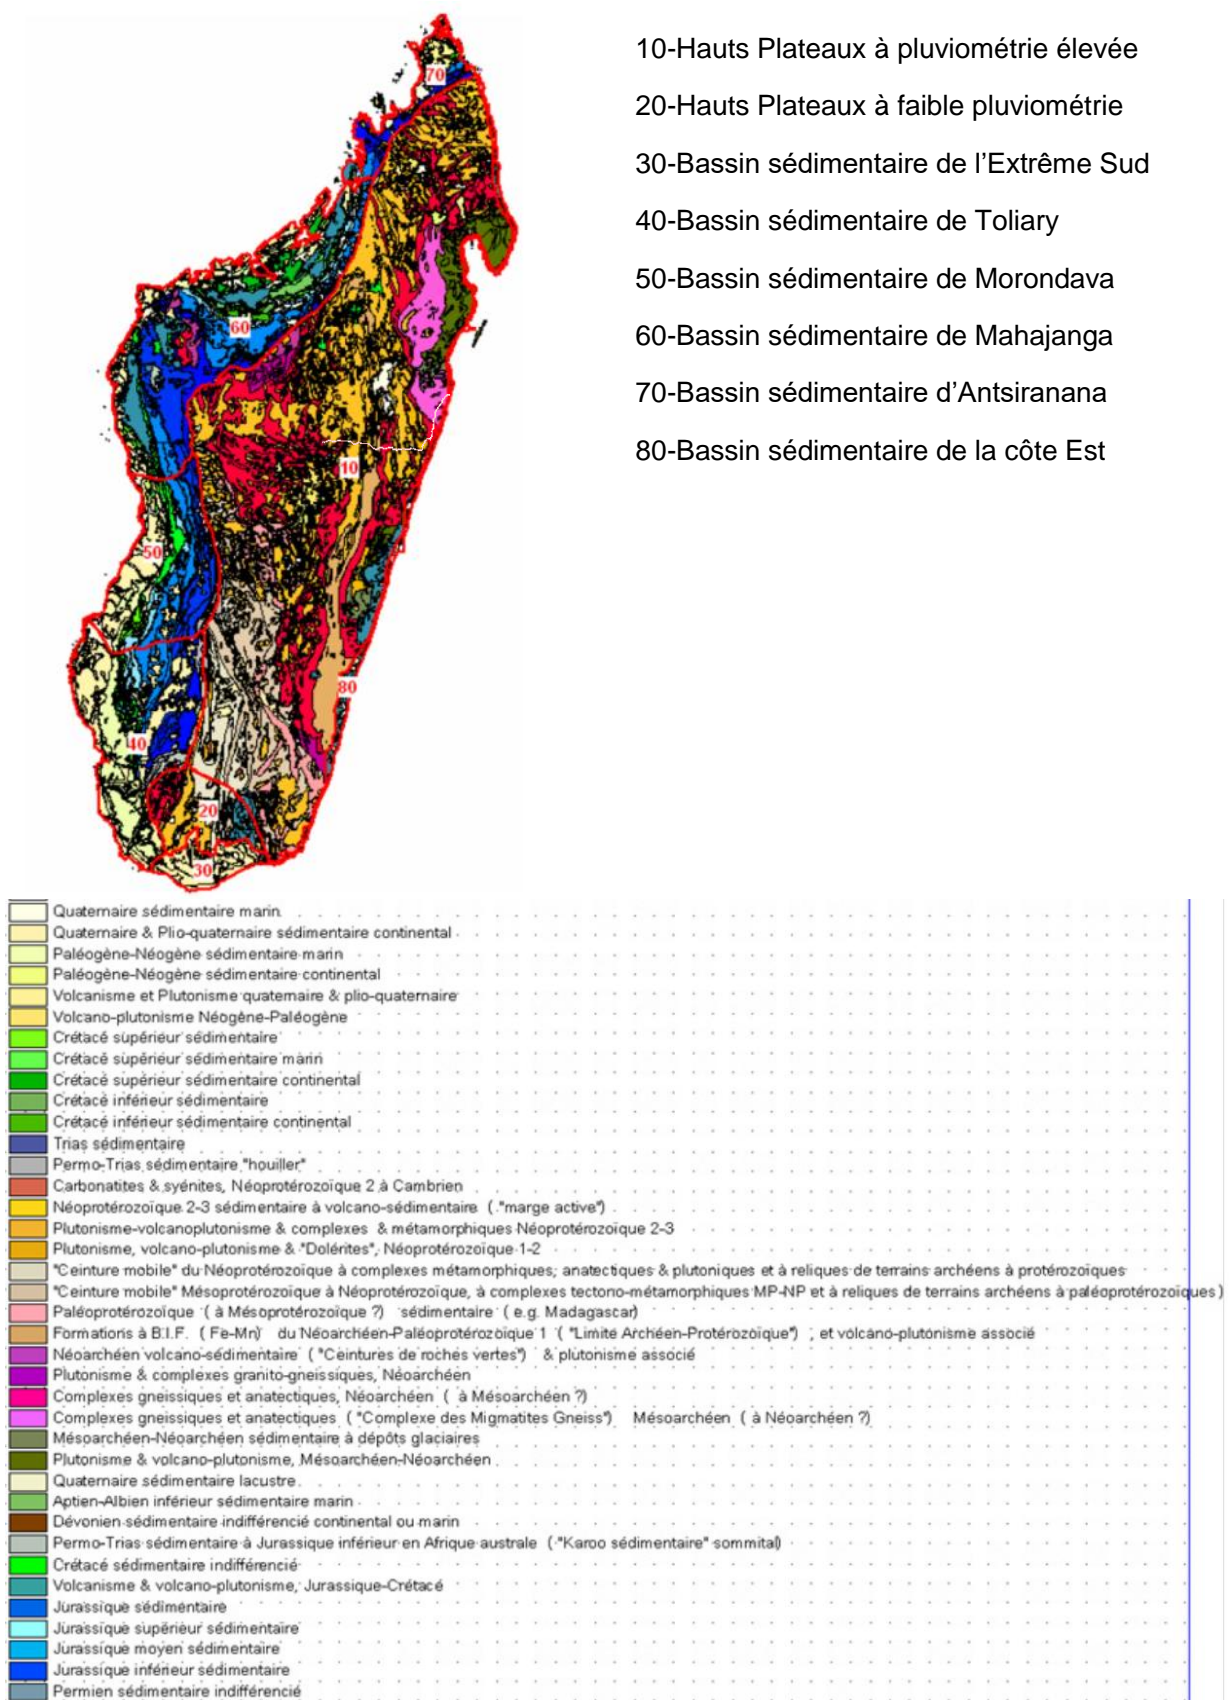 10-Hauts Plateaux à pluviométrie élevée
20-Hauts Plateaux à faible pluviométrie
30-Bassin sédimentaire de l’Extrême Sud
40-Bassin sédimentaire de Toliary
50-Bassin sédimentaire de Morondava
60-Bassin sédimentaire de Mahajanga
70-Bassin sédimentaire d’Antsiranana
80-Bassin sédimentaire de la côte Est
70
60
10
50
80
40
20
30
Quaternaire sédimentaire marin
Quaternaire & Plio-quaternaire sédimentaire continental
Paléogène-Néogène sédimentaire marin
Paléogène-Néogène sédimentaire continental
Volcanisme et Plutonisme quaternaire & plio-quaternaire
Volcano-plutonisme Néogène-Paléogène
Crétacé supérieur sédimentaire
Crétacé supérieur sédimentaire marin
Crétacé supérieur sédimentaire continental
Crétacé inférieur sédimentaire
Crétacé inférieur sédimentaire continental
Trias sédimentaire
Permo-Trias sédimentaire "houiller"
Carbonatites & syénites, Néoprotérozoïque 2 à Cambrien
Néoprotérozoïque 2-3 sédimentaire à volcano-sédimentaire ( "marge active")
Plutonisme-volcanoplutonisme & complexes & métamorphiques Néoprotérozoïque 2-3
Plutonisme, volcano-plutonisme & "Dolérites", Néoprotérozoïque 1-2
"Ceinture mobile" du Néoprotérozoïque à complexes métamorphiques, anatectiques & plutoniques et à reliques de terrains archéens à protérozoïques
"Ceinture mobile" Mésoprotérozoïque à Néoprotérozoïque, à complexes tectono-métamorphiques MP-NP et à reliques de terrains archéens à paléoprotérozoïques)
Paléoprotérozoïque ( à Mésoprotérozoïque ?) sédimentaire ( e.g. Madagascar)
Formations à B.I.F. ( Fe-Mn) du Néoarchéen-Paléoprotérozoïque 1 ( "Limite Archéen-Protérozoïque") , et volcano-plutonisme associé
Néoarchéen volcano-sédimentaire ( "Ceintures de roches vertes") & plutonisme associé
Plutonisme & complexes granito-gneissiques, Néoarchéen
Complexes gneissiques et anatectiques, Néoarchéen ( à Mésoarchéen ?)
Complexes gneissiques et anatectiques ( "Complexe des Migmatites Gneiss") Mésoarchéen ( à Néoarchéen ?)
Mésoarchéen-Néoarchéen sédimentaire à dépôts glaciaires
Plutonisme & volcano-plutonisme, Mésoarchéen-Néoarchéen
Quaternaire sédimentaire lacustre
Aptien-Albien inférieur sédimentaire marin
Dévonien sédimentaire indifférencié continental ou marin
Permo-Trias sédimentaire à Jurassique inférieur en Afrique australe ( "Karoo sédimentaire" sommital)
Crétacé sédimentaire indifférencié
Volcanisme & volcano-plutonisme, Jurassique-Crétacé
Jurassique sédimentaire
Jurassique supérieur sédimentaire
Jurassique moyen sédimentaire
Jurassique inférieur sédimentaire
Permien sédimentaire indifférencié